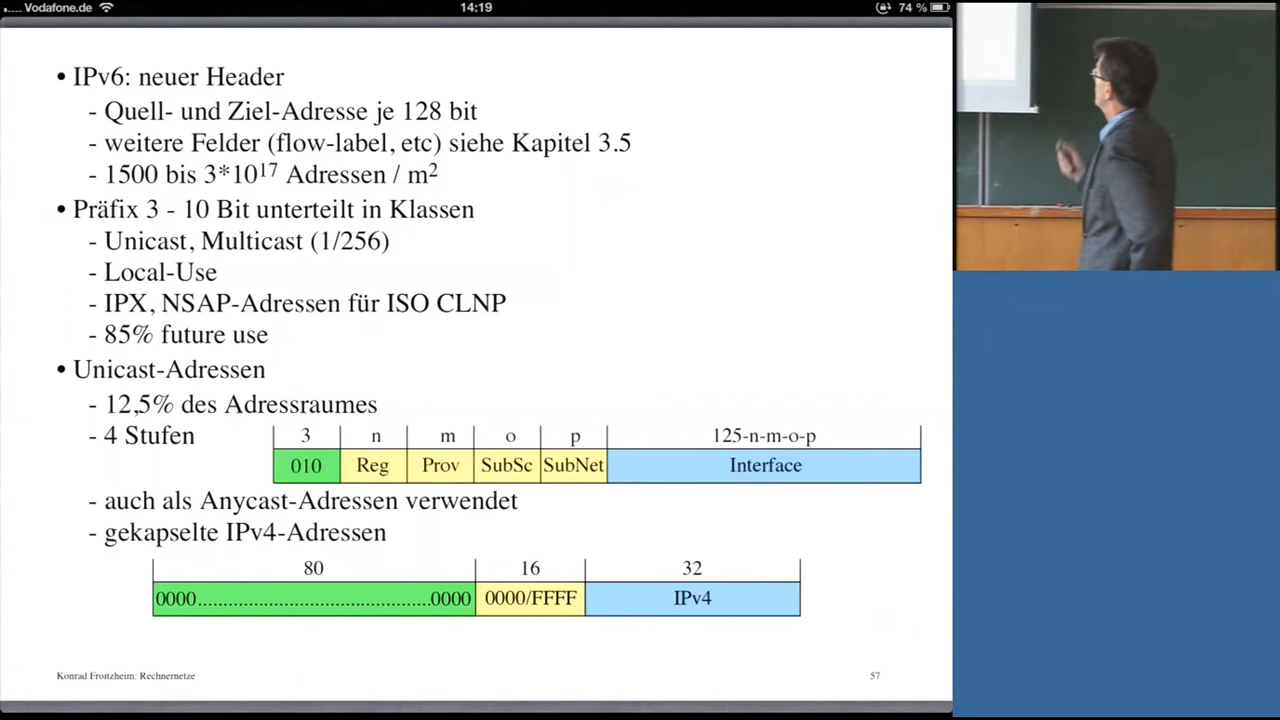 Vodafone.de
14:19
74 %
• IPv6: neuer Header
- Quell- und Ziel-Adresse je 128 bit
- weitere Felder (flow-label, etc) siehe Kapitel 3.5
- 1500 bis 3*10¹⁷ Adressen / m²
• Präfix 3 - 10 Bit unterteilt in Klassen
- Unicast, Multicast (1/256)
- Local-Use
- IPX, NSAP-Adressen für ISO CLNP
- 85% future use
• Unicast-Adressen
- 12,5% des Adressraumes
- 4 Stufen
3 n m o p 125-n-m-o-p
010 Reg Prov SubSc SubNet Interface
- auch als Anycast-Adressen verwendet
- gekapselte IPv4-Adressen
80 16 32
0000............................................0000 0000/FFFF IPv4
Konrad Froitzheim: Rechnernetze
57